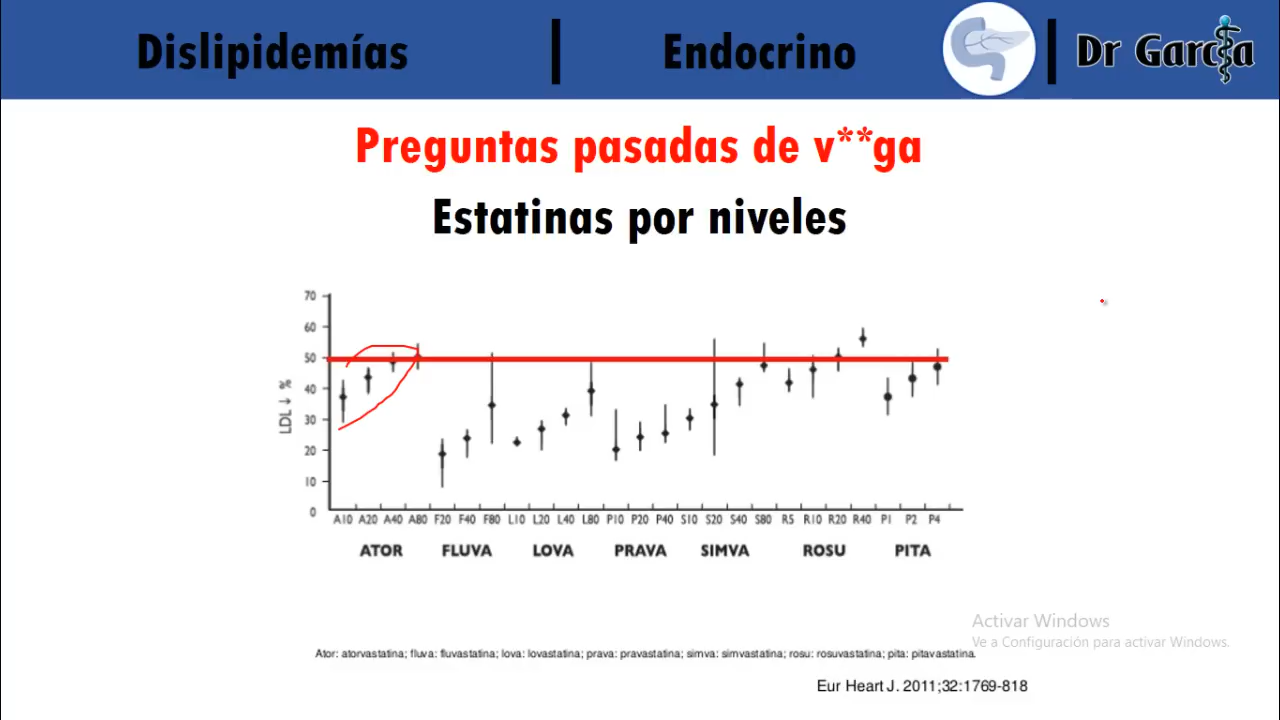 Dislipidemías | Endocrino | Dr García
Preguntas pasadas de v**ga
Estatinas por niveles
70
60
50
40
30
20
10
0
LDL ↓ %
A10 A20 A40 A80 F20 F40 F80 L10 L20 L40 L80 P10 P20 P40 S10 S20 S40 S80 R5 R10 R20 R40 P1 P2 P4
ATOR FLUVA LOVA PRAVA SIMVA ROSU PITA
Activar Windows
Ve a Configuración para activar Windows.
Ator: atorvastatina; fluva: fluvastatina; lova: lovastatina; prava: pravastatina; simva: simvastatina; rosu: rosuvastatina; pita: pitavastatina.
Eur Heart J. 2011;32:1769-818